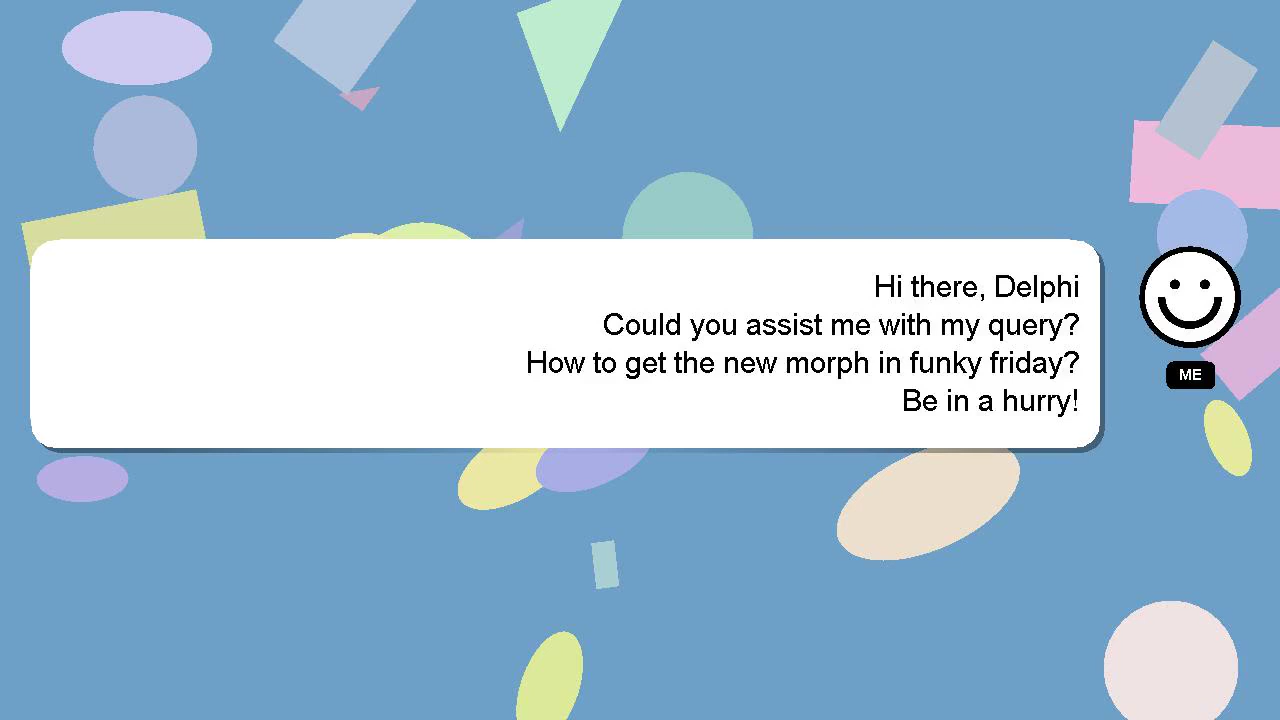 Hi there, Delphi
Could you assist me with my query?
How to get the new morph in funky friday?
Be in a hurry!
ME